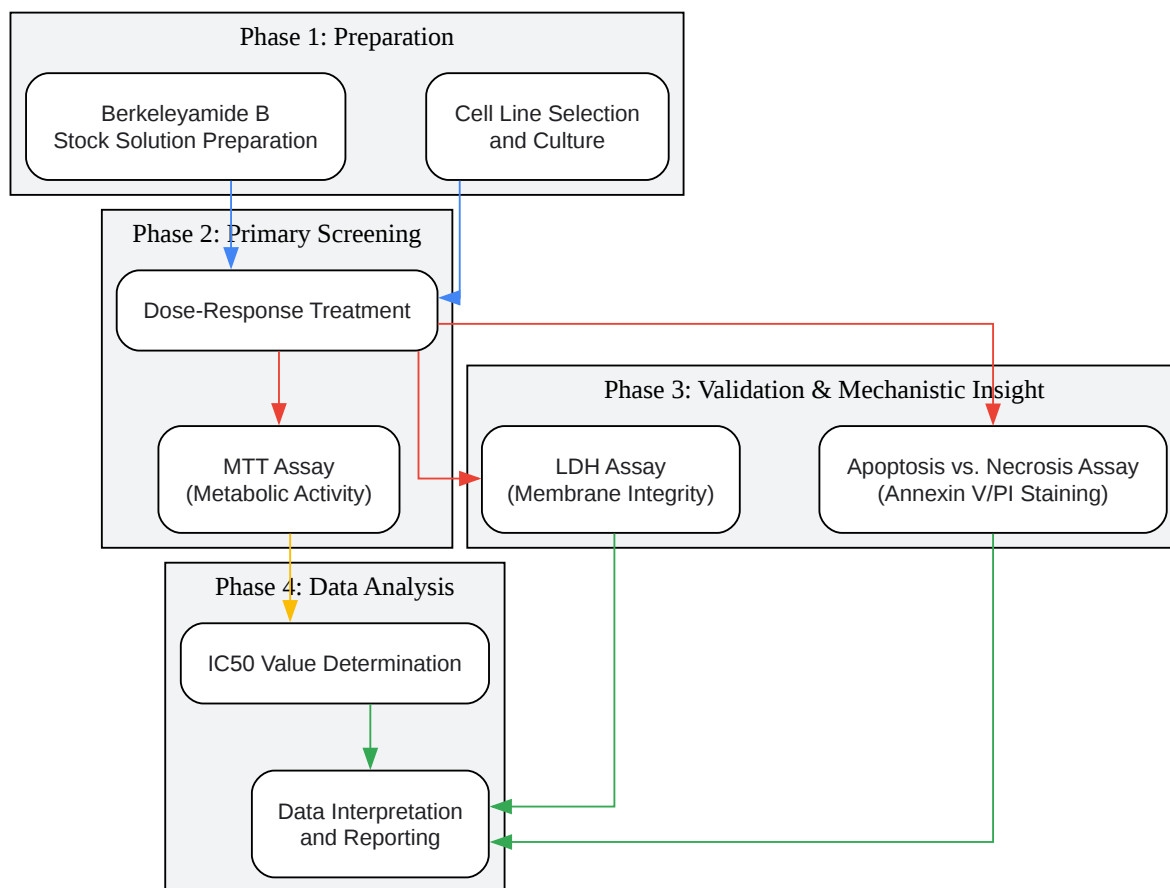 Phase 1: Preparation
Berkeleyamide B
Stock Solution Preparation
Cell Line Selection
and Culture
Phase 2: Primary Screening
Dose-Response Treatment
MTT Assay
(Metabolic Activity)
Phase 3: Validation & Mechanistic Insight
LDH Assay
(Membrane Integrity)
Apoptosis vs. Necrosis Assay
(Annexin V/PI Staining)
Phase 4: Data Analysis
IC50 Value Determination
Data Interpretation
and Reporting